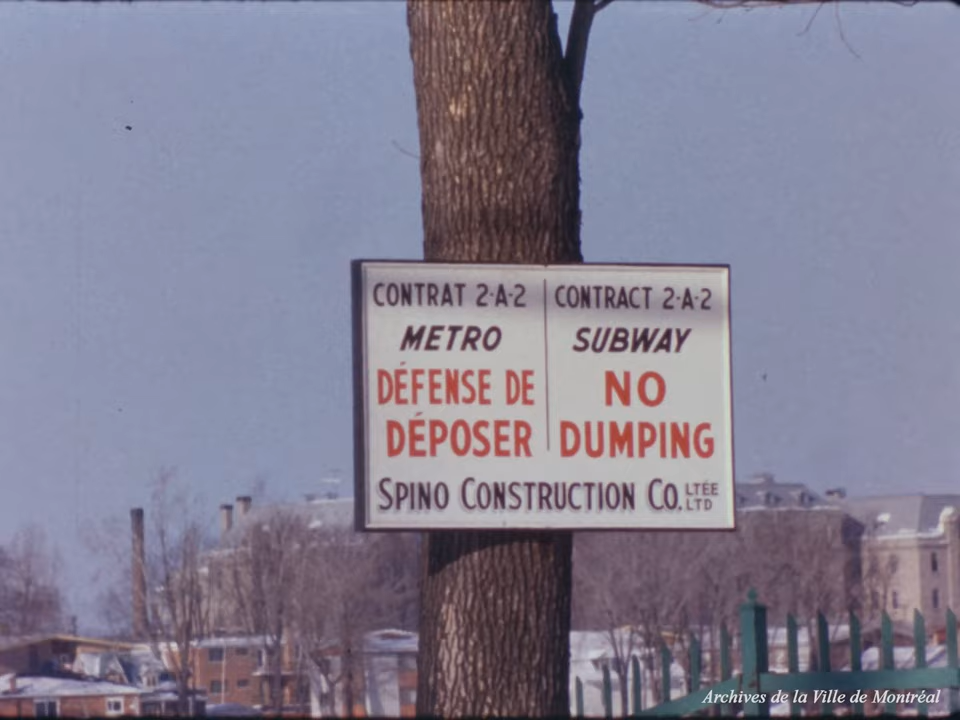 CONTRAT 2-A-2
METRO
DÉFENSE DE
DÉPOSER
CONTRACT 2-A-2
SUBWAY
NO
DUMPING
SPINO CONSTRUCTION CO. LTÉE
LTD
Archives de la Ville de Montréal